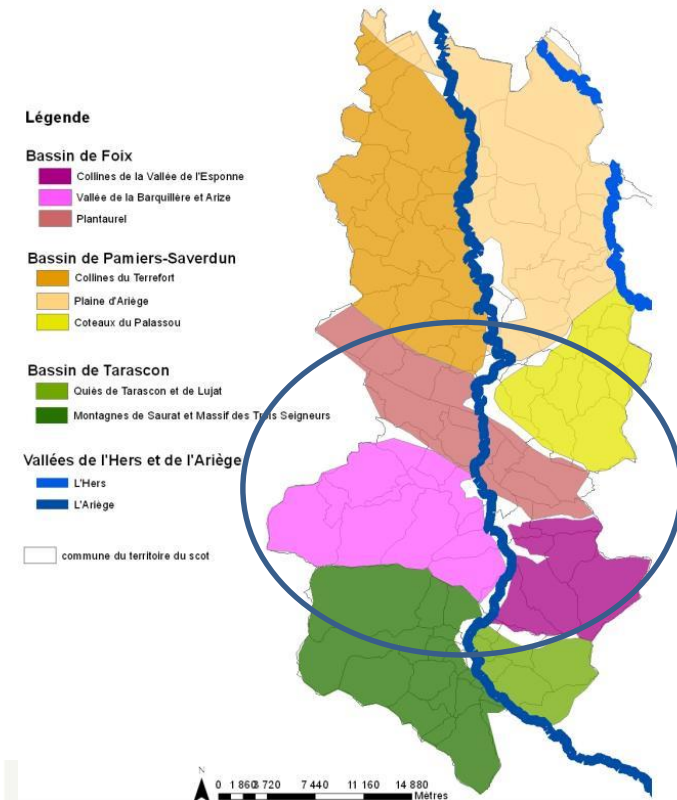 Légende
Bassin de Foix
Collines de la Vallée de l'Esponne
Vallée de la Barquillère et Arize
Plantaurel
Bassin de Pamiers-Saverdun
Collines du Terrefort
Plaine d'Ariège
Coteaux du Palassou
Bassin de Tarascon
Quiès de Tarascon et de Lujat
Montagnes de Saurat et Massif des Trois Seigneurs
Vallées de l'Hers et de l'Ariège
L'Hers
L'Ariège
commune du territoire du scot
N
0 1 860 3 720 7 440 11 160 14 880
Mètres